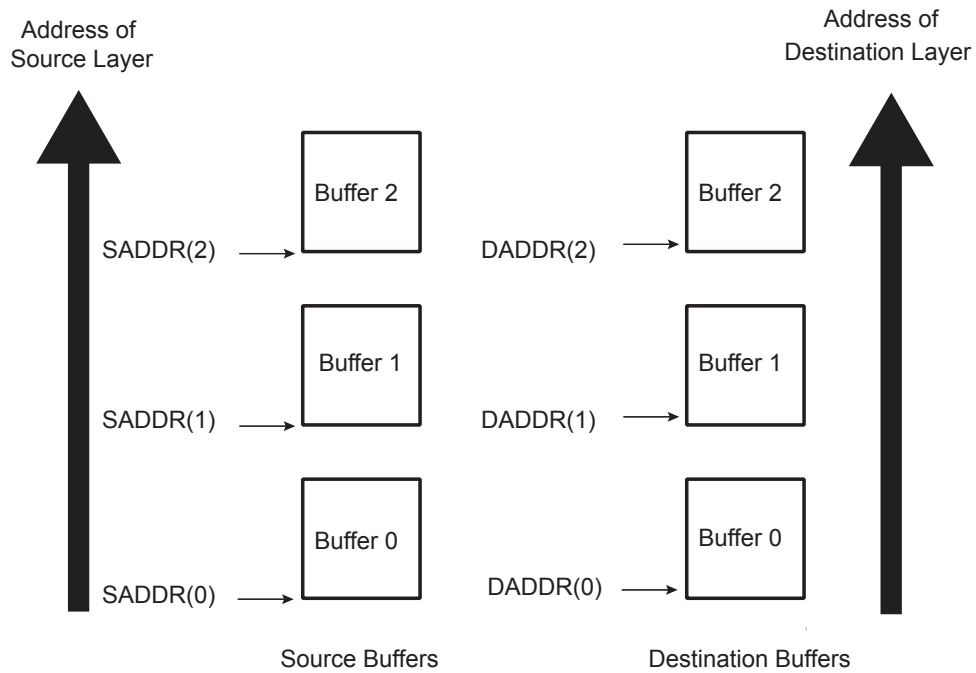 Address of
Source Layer
Address of
Destination Layer
Buffer 2
Buffer 2
SADDR(2)
DADDR(2)
Buffer 1
Buffer 1
SADDR(1)
DADDR(1)
Buffer 0
Buffer 0
SADDR(0)
DADDR(0)
Source Buffers
Destination Buffers